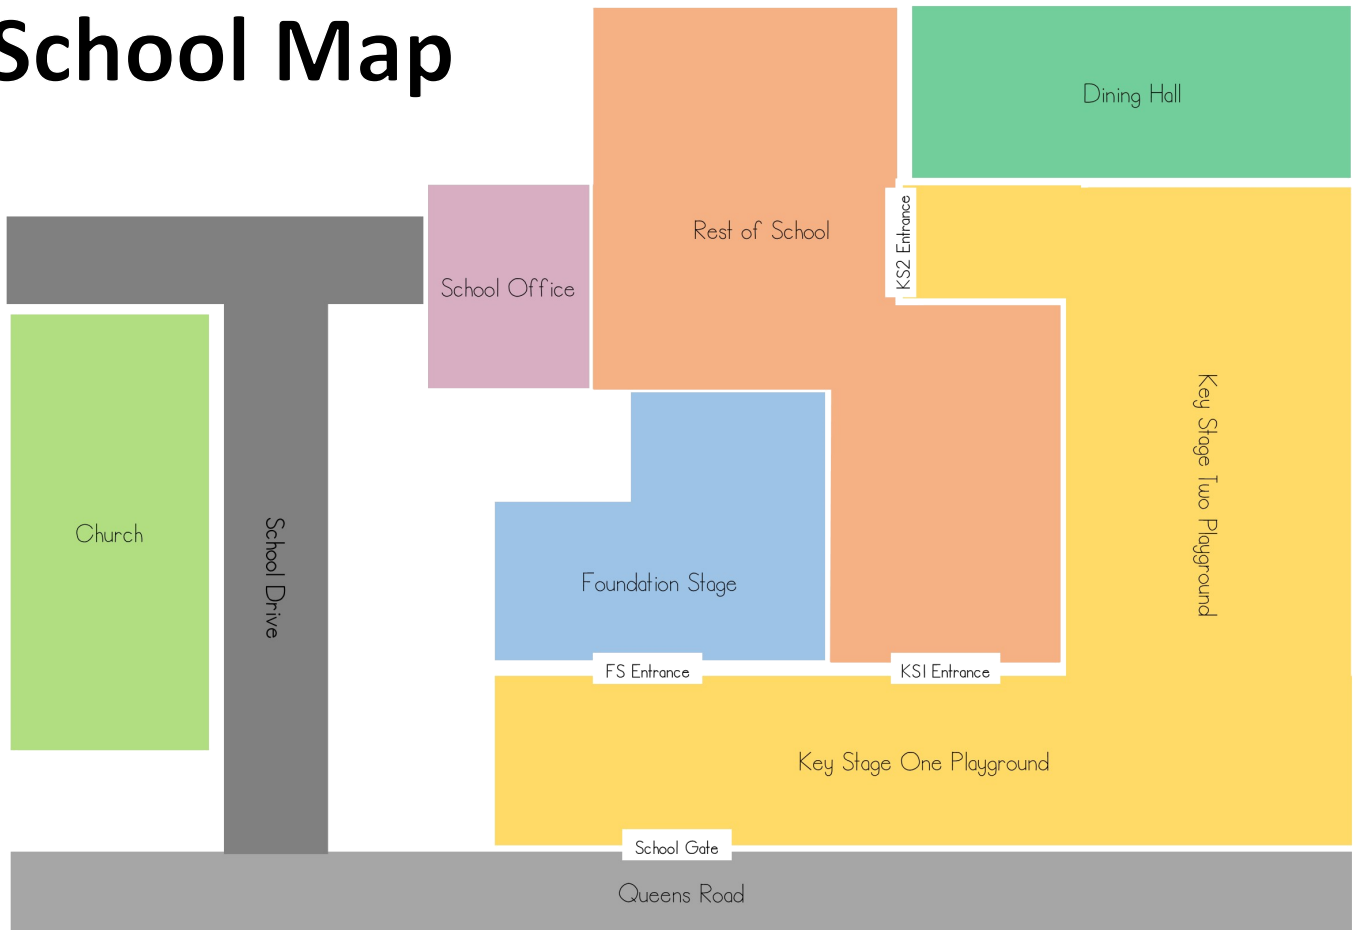 School Map
Dining Hall
Rest of School
KS2 Entrance
School Office
Key Stage Two Playground
Church
School Drive
Foundation Stage
FS Entrance
KS1 Entrance
Key Stage One Playground
School Gate
Queens Road